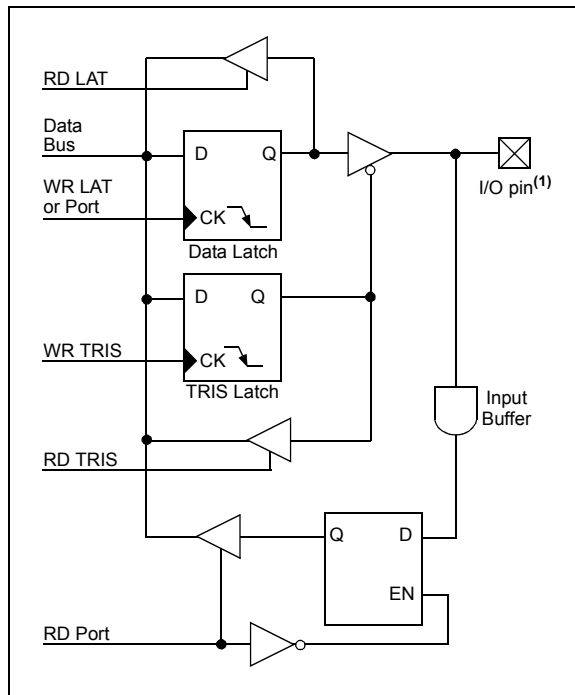 RD LAT
Data
Bus
D
Q
I/O pin(1)
WR LAT
or Port
CK
Data Latch
D
Q
WR TRIS
CK
TRIS Latch
Input
Buffer
RD TRIS
Q
D
EN
RD Port